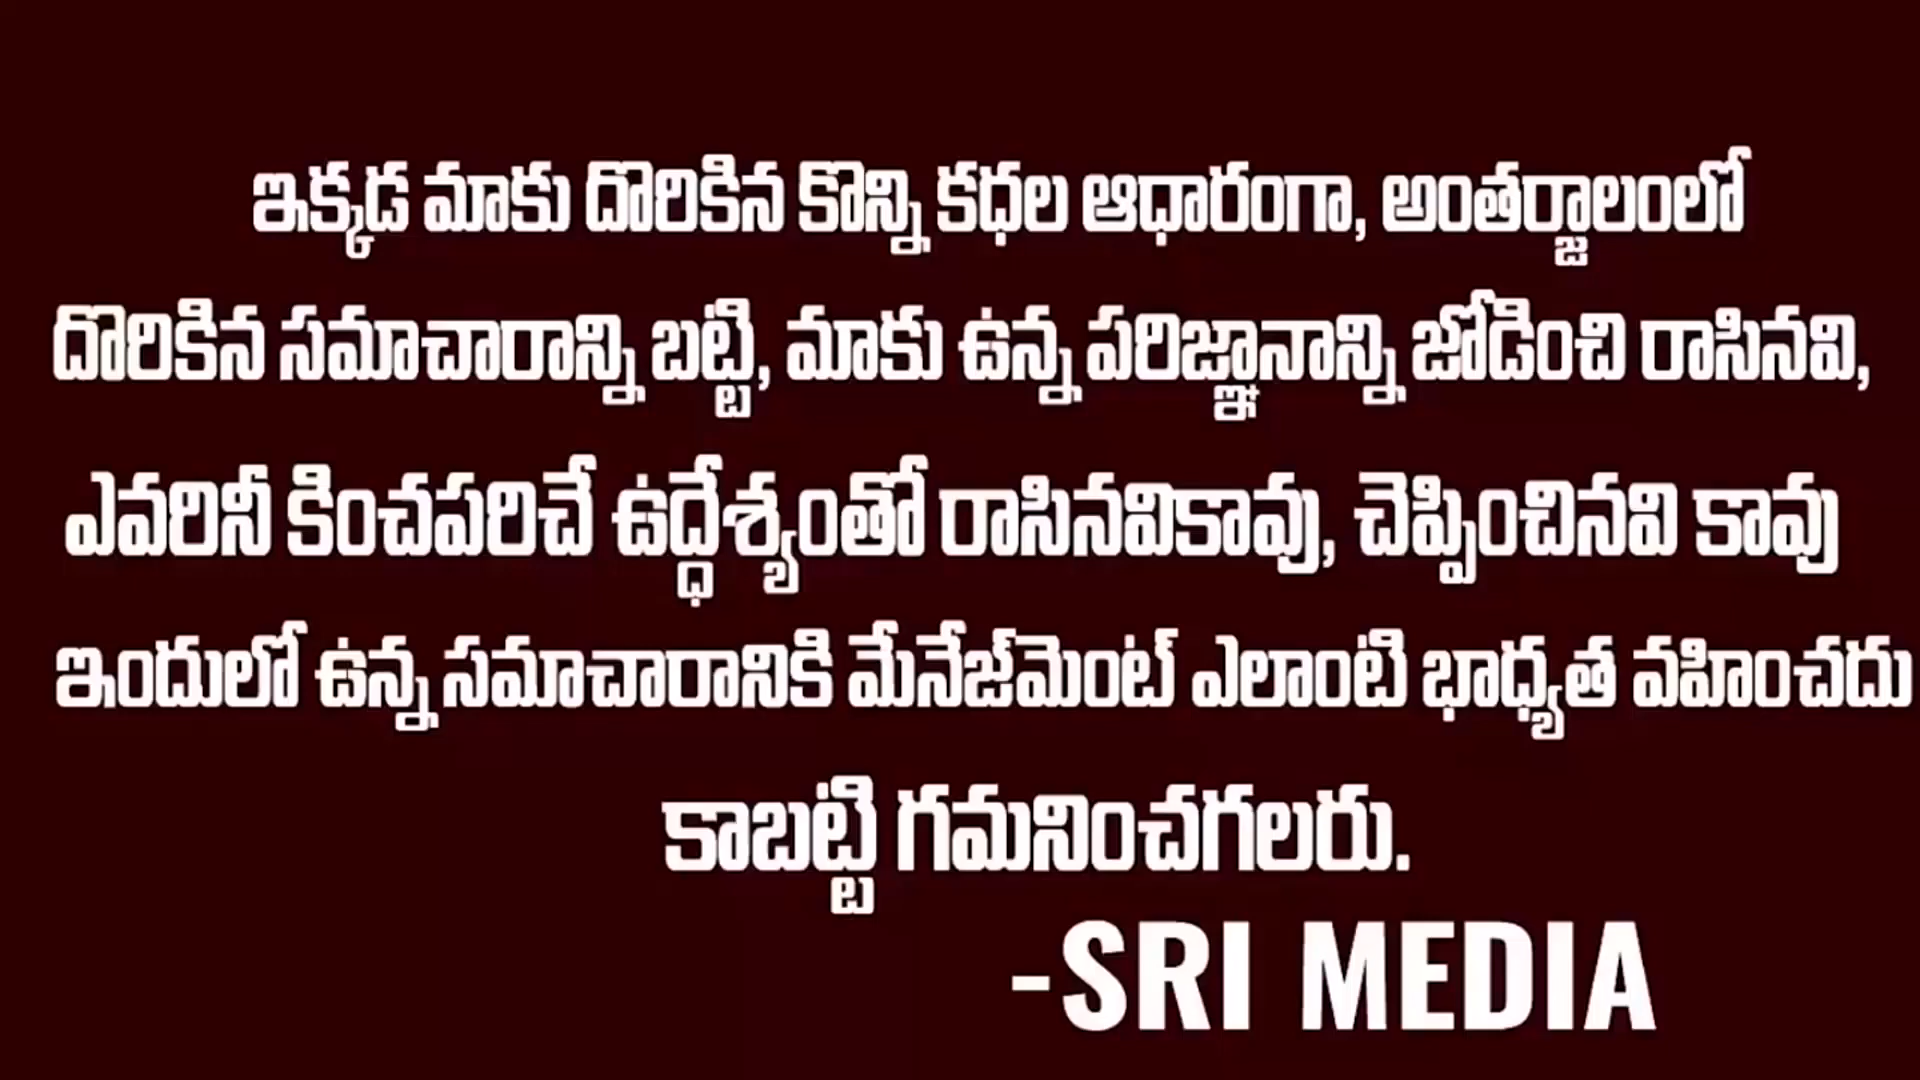 ఇక్కడ మాకు దొరికిన కొన్ని కధల ఆధారంగా, అంతర్జాలంలో
దొరికిన సమాచారాన్ని బట్టి, మాకు ఉన్న పరిజ్ఞానాన్ని జోడించి రాసినవి,
ఎవరినీ కించపరిచే ఉద్ధేశ్యంతో రాసినవికావు, చెప్పించినవి కావు
ఇందులో ఉన్న సమాచారానికి మేనేజ్‌మెంట్ ఎలాంటి భాధ్యత వహించదు
కాబట్టి గమనించగలరు.
-SRI MEDIA